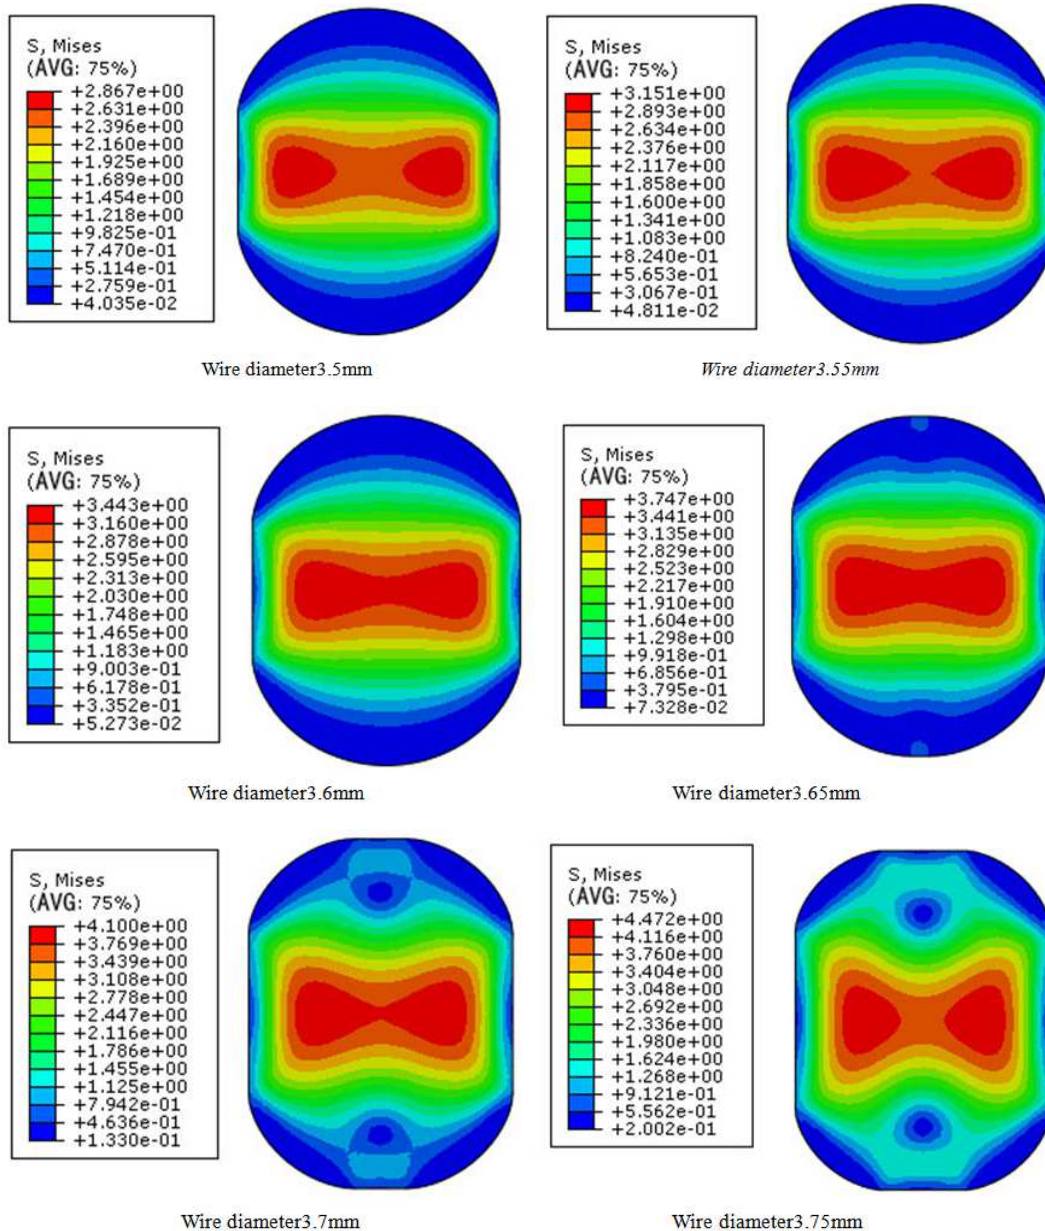 S, Mises
(AVG: 75%)
+2.867e+00
+2.631e+00
+2.396e+00
+2.160e+00
+1.925e+00
+1.689e+00
+1.454e+00
+1.218e+00
+9.825e-01
+7.470e-01
+5.114e-01
+2.759e-01
+4.035e-02
Wire diameter3.5mm
S, Mises
(AVG: 75%)
+3.151e+00
+2.893e+00
+2.634e+00
+2.376e+00
+2.117e+00
+1.858e+00
+1.600e+00
+1.341e+00
+1.083e+00
+8.240e-01
+5.653e-01
+3.067e-01
+4.811e-02
Wire diameter3.55mm
S, Mises
(AVG: 75%)
+3.443e+00
+3.160e+00
+2.878e+00
+2.595e+00
+2.313e+00
+2.030e+00
+1.748e+00
+1.465e+00
+1.183e+00
+9.003e-01
+6.178e-01
+3.352e-01
+5.273e-02
Wire diameter3.6mm
S, Mises
(AVG: 75%)
+3.747e+00
+3.441e+00
+3.135e+00
+2.829e+00
+2.523e+00
+2.217e+00
+1.910e+00
+1.604e+00
+1.298e+00
+9.918e-01
+6.856e-01
+3.795e-01
+7.328e-02
Wire diameter3.65mm
S, Mises
(AVG: 75%)
+4.100e+00
+3.769e+00
+3.439e+00
+3.108e+00
+2.778e+00
+2.447e+00
+2.116e+00
+1.786e+00
+1.455e+00
+1.125e+00
+7.942e-01
+4.636e-01
+1.330e-01
Wire diameter3.7mm
S, Mises
(AVG: 75%)
+4.472e+00
+4.116e+00
+3.760e+00
+3.404e+00
+3.048e+00
+2.692e+00
+2.336e+00
+1.980e+00
+1.624e+00
+1.268e+00
+9.121e-01
+5.562e-01
+2.002e-01
Wire diameter3.75mm